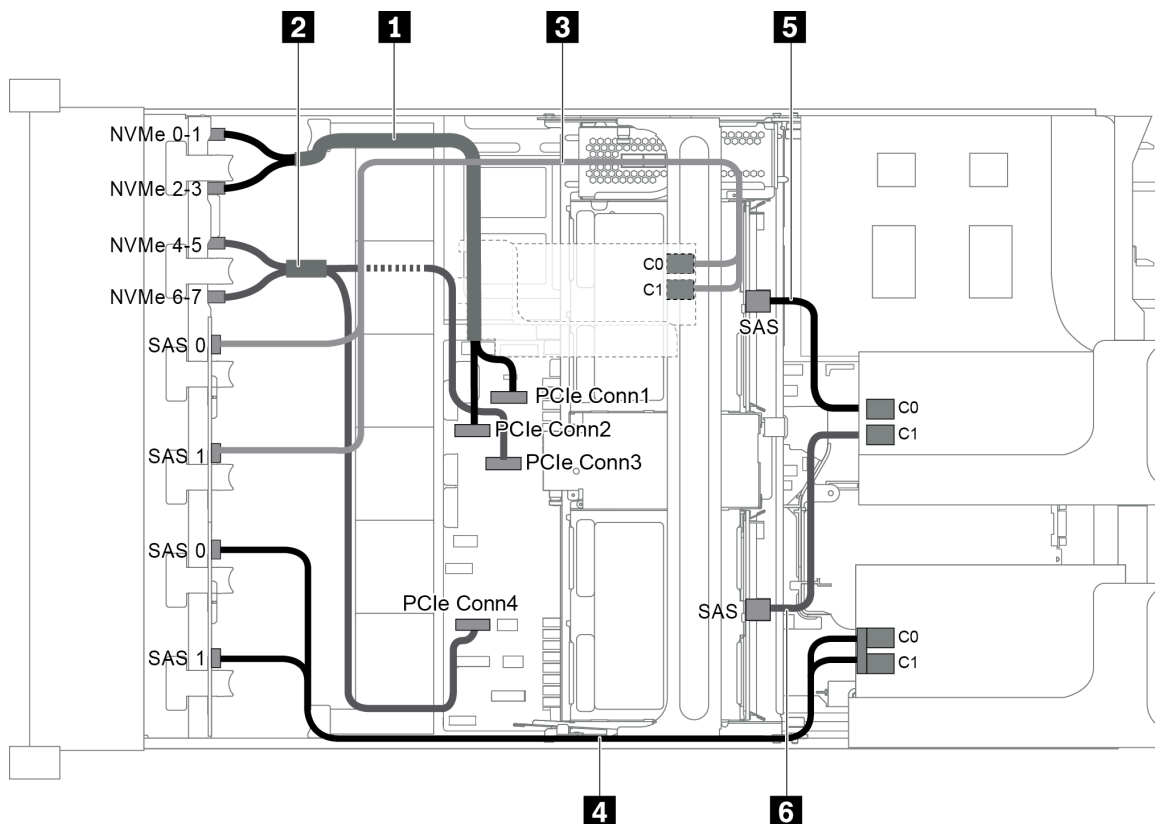 2
1
3
5
NVMe 0-1
NVMe 2-3
NVMe 4-5
NVMe 6-7
C0
C1
SAS
SAS 0
PCIe Conn1
C0
PCIe Conn2
C1
SAS 1
PCIe Conn3
SAS 0
PCIe Conn4
SAS
C0
SAS 1
C1
4
6